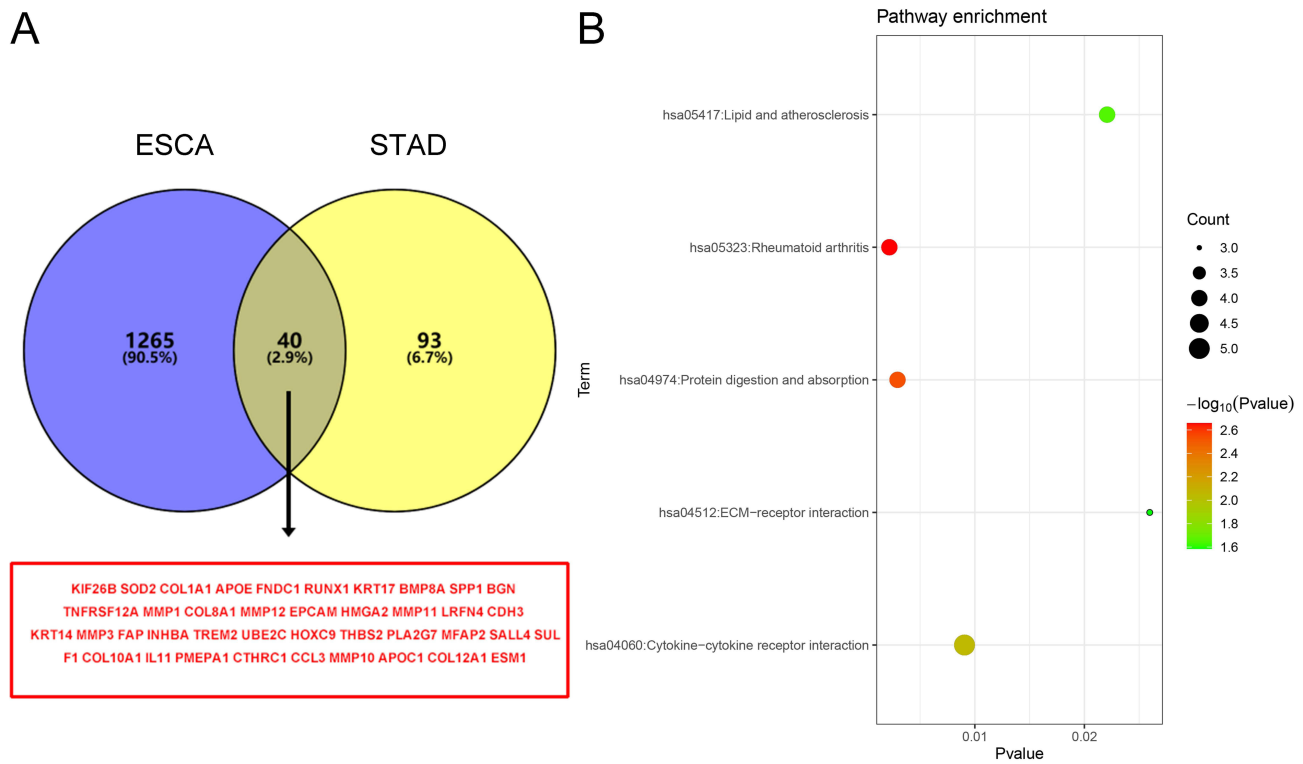 A
ESCA
STAD
1265
(90.5%)
40
(2.9%)
93
(6.7%)
KIF26B SOD2 COL1A1 APOE FNDC1 RUNX1 KRT17 BMP8A SPP1 BGN
TNFRSF12A MMP1 COL8A1 MMP12 EPCAM HMGA2 MMP11 LRFN4 CDH3
KRT14 MMP3 FAP INHBA TREM2 UBE2C HOXC9 THBS2 PLA2G7 MFAP2 SALL4 SUL
F1 COL10A1 IL11 PMEPA1 CTHRC1 CCL3 MMP10 APOC1 COL12A1 ESM1
B
Pathway enrichment
Term
hsa05417:Lipid and atherosclerosis
hsa05323:Rheumatoid arthritis
hsa04974:Protein digestion and absorption
hsa04512:ECM−receptor interaction
hsa04060:Cytokine−cytokine receptor interaction
0.01
0.02
Pvalue
Count
3.0
3.5
4.0
4.5
5.0
−log10(Pvalue)
2.6
2.4
2.2
2.0
1.8
1.6